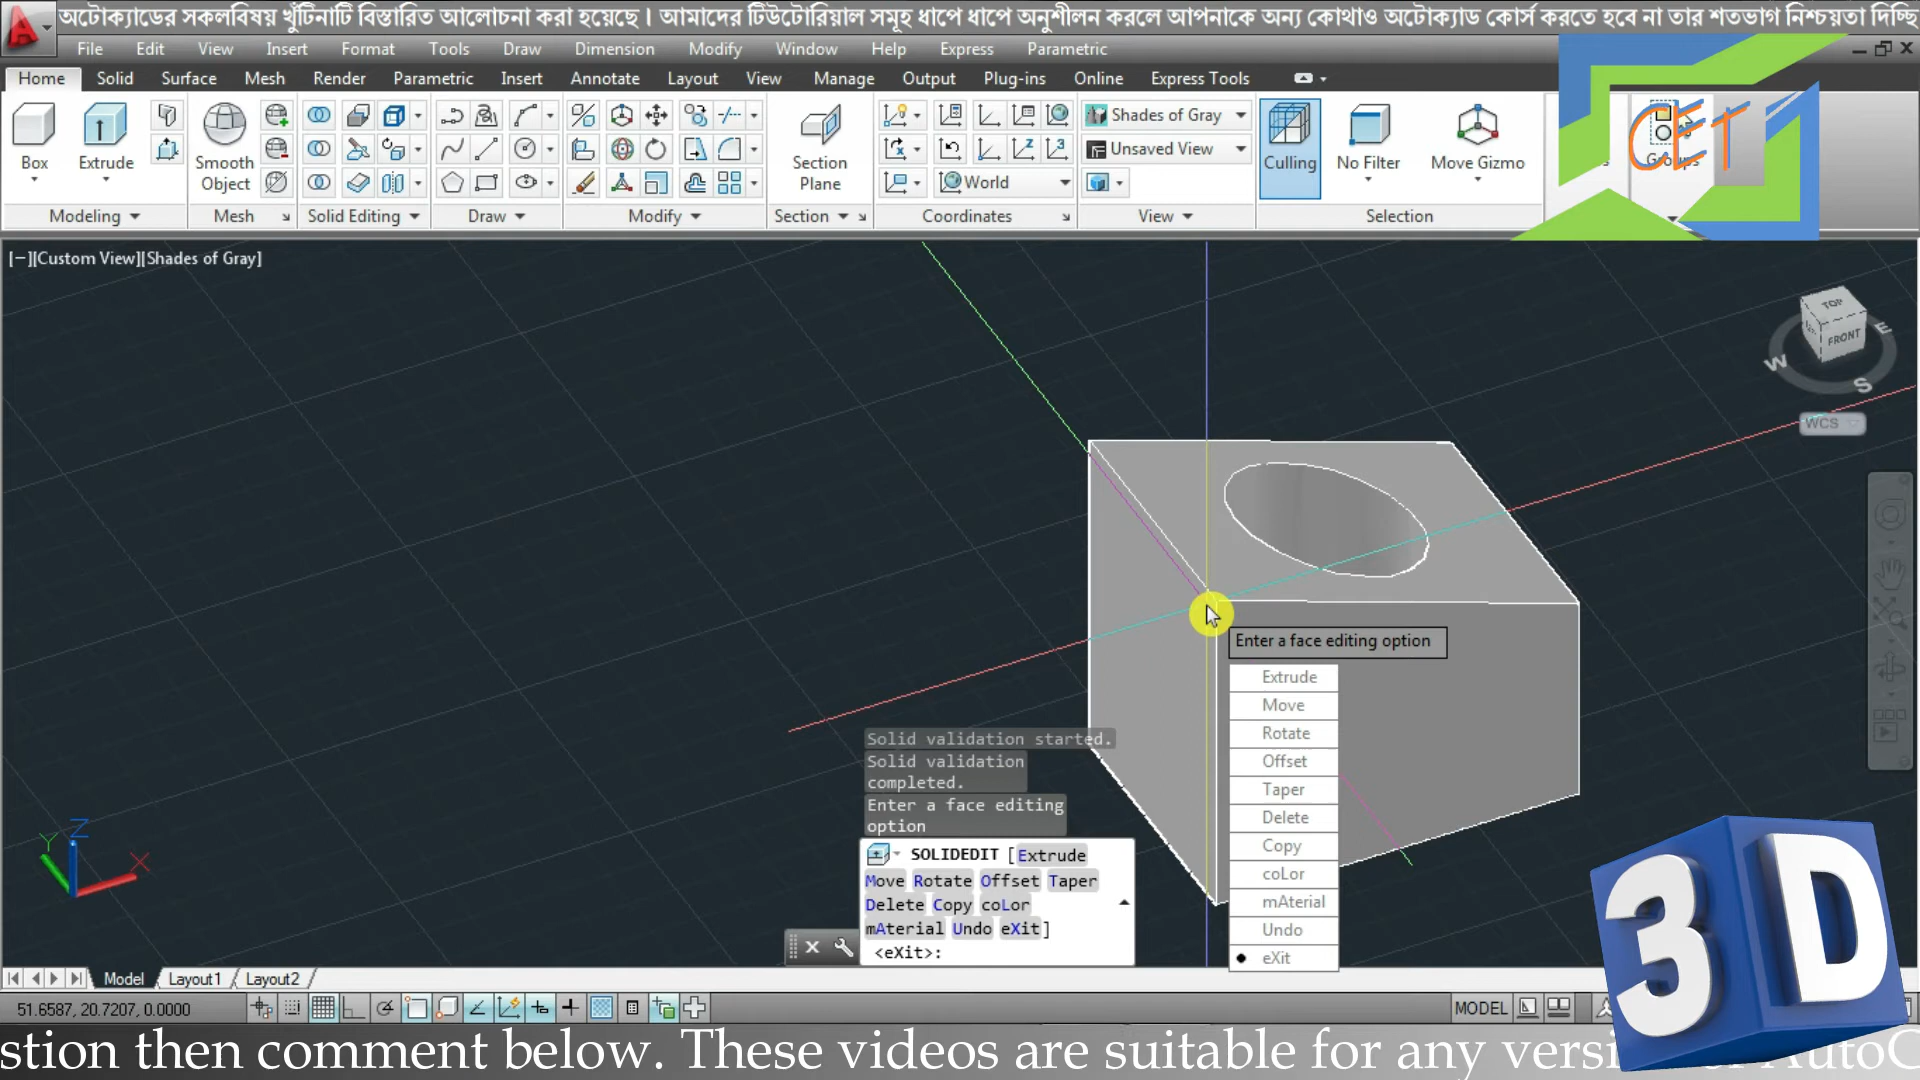 অটোক্যাডের সকলবিষয় খুঁটিনাটি বিস্তারিত আলোচনা করা হয়েছে। আমাদের টিউটোরিয়াল সমূহ ধাপে ধাপে অনুশীলন করলে আপনাকে অন্য কোথাও অটোক্যাড কোর্স করতে হবে না তার শতভাগ নিশ্চয়তা দিচ্ছি
File Edit View Insert Format Tools Draw Dimension Modify Window Help Express Parametric
Home Solid Surface Mesh Render Parametric Insert Annotate Layout View Manage Output Plug-ins Online Express Tools
Box Extrude Smooth Object Section Plane
Shades of Gray
Unsaved View
World
Culling No Filter Move Gizmo
CET
Modeling Mesh Solid Editing Draw Modify Section Coordinates View Selection
[−][Custom View][Shades of Gray]
TOP
FRONT
W S E
WCS
Enter a face editing option
Extrude
Move
Rotate
Offset
Taper
Delete
Copy
coLor
mAterial
Undo
eXit
Solid validation started.
Solid validation
completed.
Enter a face editing
option
SOLIDEDIT [Extrude
Move Rotate Offset Taper
Delete Copy coLor
mAterial Undo eXit]
<eXit>:
Y Z X
3D
Model Layout1 Layout2
51.6587, 20.7207, 0.0000
MODEL
stion then comment below. These videos are suitable for any versi